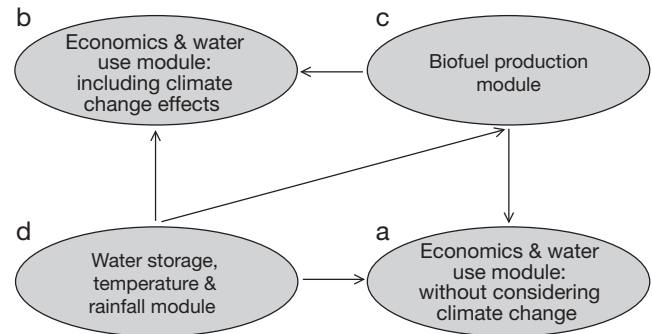 b
Economics & water
use module:
including climate
change effects
c
Biofuel production
module
d
Water storage,
temperature &
rainfall module
a
Economics & water
use module:
without considering
climate change